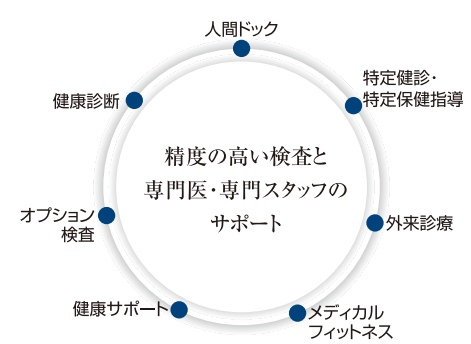 人間ドック
特定健診・
特定保健指導
外来診療
メディカル
フィットネス
健康サポート
オプション
検査
健康診断
精度の高い検査と
専門医・専門スタッフの
サポート